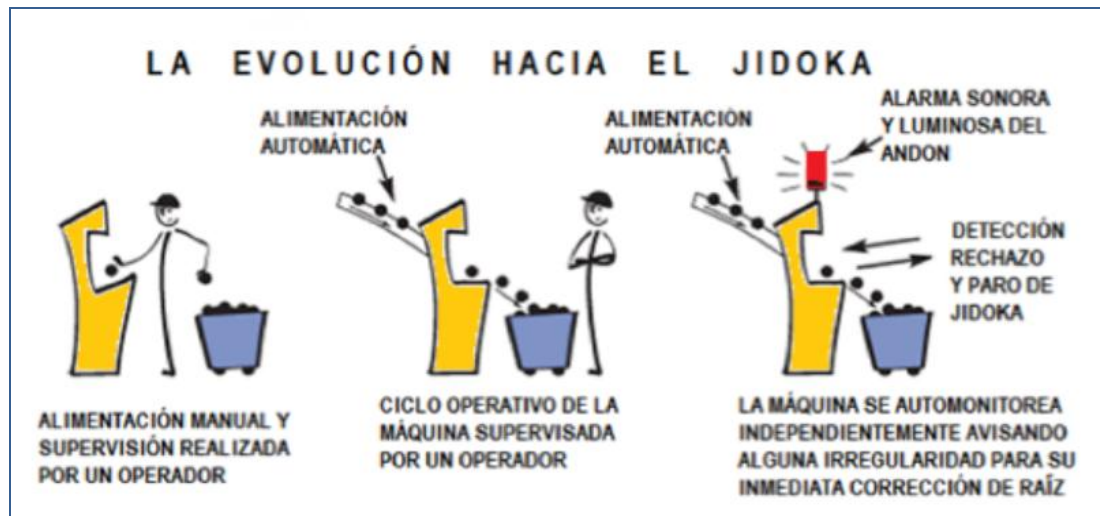 LA EVOLUCIÓN HACIA EL JIDOKA
ALIMENTACIÓN
AUTOMÁTICA
ALIMENTACIÓN
AUTOMÁTICA
ALARMA SONORA
Y LUMINOSA DEL
ANDON
DETECCIÓN
RECHAZO
Y PARO DE
JIDOKA
ALIMENTACIÓN MANUAL Y
SUPERVISIÓN REALIZADA
POR UN OPERADOR
CICLO OPERATIVO DE LA
MÁQUINA SUPERVISADA
POR UN OPERADOR
LA MÁQUINA SE AUTOMONITOREA
INDEPENDIENTEMENTE AVISANDO
ALGUNA IRREGULARIDAD PARA SU
INMEDIATA CORRECCIÓN DE RAÍZ